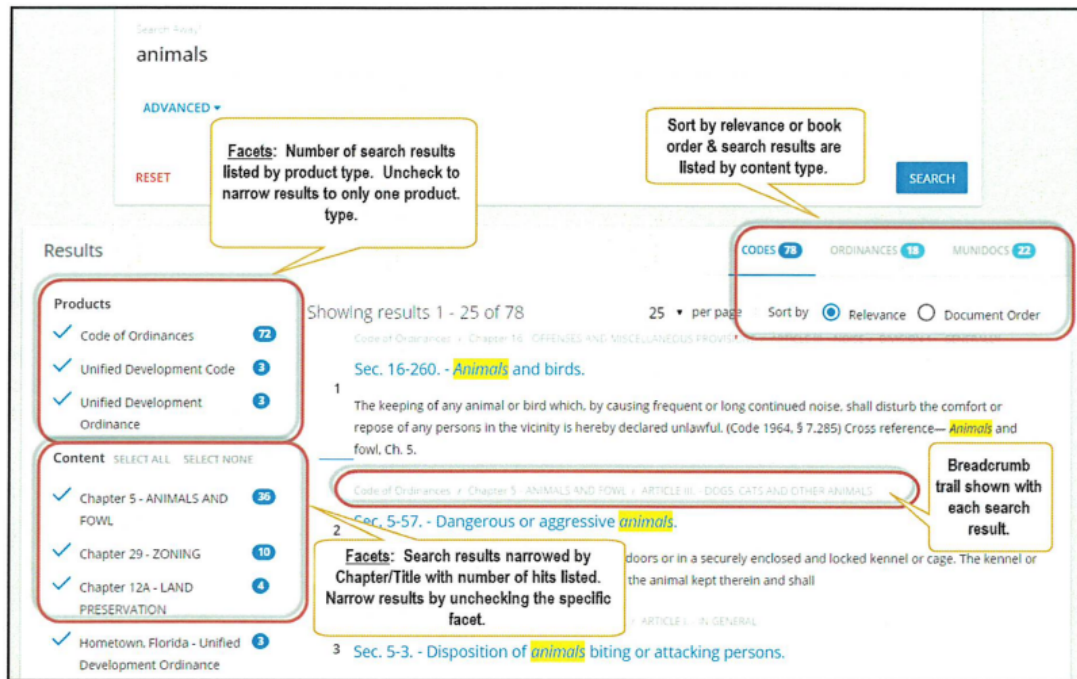 animals
ADVANCED
Facets: Number of search results
listed by product type. Uncheck to
narrow results to only one product.
type.
Sort by relevance or book
order & search results are
listed by content type.
RESET
SEARCH
Results
CODES 78 ORDINANCES 18 MUNIDOCS 22
Products
Code of Ordinances 72
Unified Development Code 3
Unified Development 3
Ordinance
Showing results 1 - 25 of 78
25 per page Sort by Relevance Document Order
Code of Ordinances › Chapter 16 - OFFENSES AND MISCELLANEOUS
Sec. 16-260. - Animals and birds.
1
The keeping of any animal or bird which, by causing frequent or long continued noise, shall disturb the comfort or
repose of any persons in the vicinity is hereby declared unlawful. (Code 1964, § 7.285) Cross reference— Animals and
fowl, Ch. 5.
Content SELECT ALL SELECT NONE
Chapter 5 - ANIMALS AND 36
FOWL
Chapter 29 - ZONING 10
Chapter 12A - LAND 4
PRESERVATION
Hometown, Florida - Unified 3
Development Ordinance
Breadcrumb
trail shown with
each search
result.
Code of Ordinances › Chapter 5 - ANIMALS AND FOWL › ARTICLE III. - DOGS, CATS AND OTHER ANIMALS
Sec. 5-57. - Dangerous or aggressive animals.
2
Facets: Search results narrowed by
Chapter/Title with number of hits listed.
Narrow results by unchecking the specific
facet.
doors or in a securely enclosed and locked kennel or cage. The kennel or
the animal kept therein and shall
ARTICLE I. - IN GENERAL
3 Sec. 5-3. - Disposition of animals biting or attacking persons.